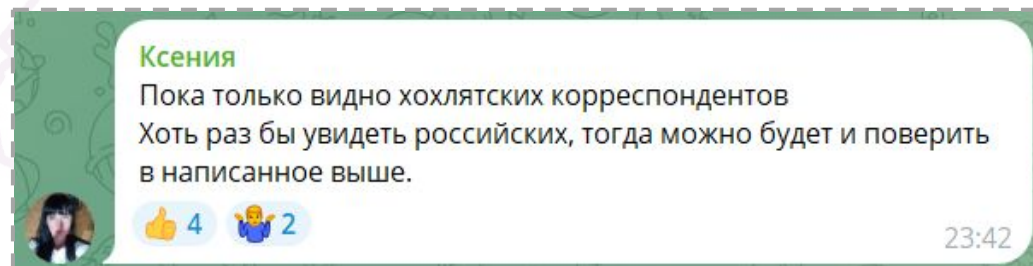 Ксения
Пока только видно хохлятских корреспондентов
Хоть раз бы увидеть российских, тогда можно будет и поверить
в написанное выше.
👍 4 🤷‍♂️ 2
23:42